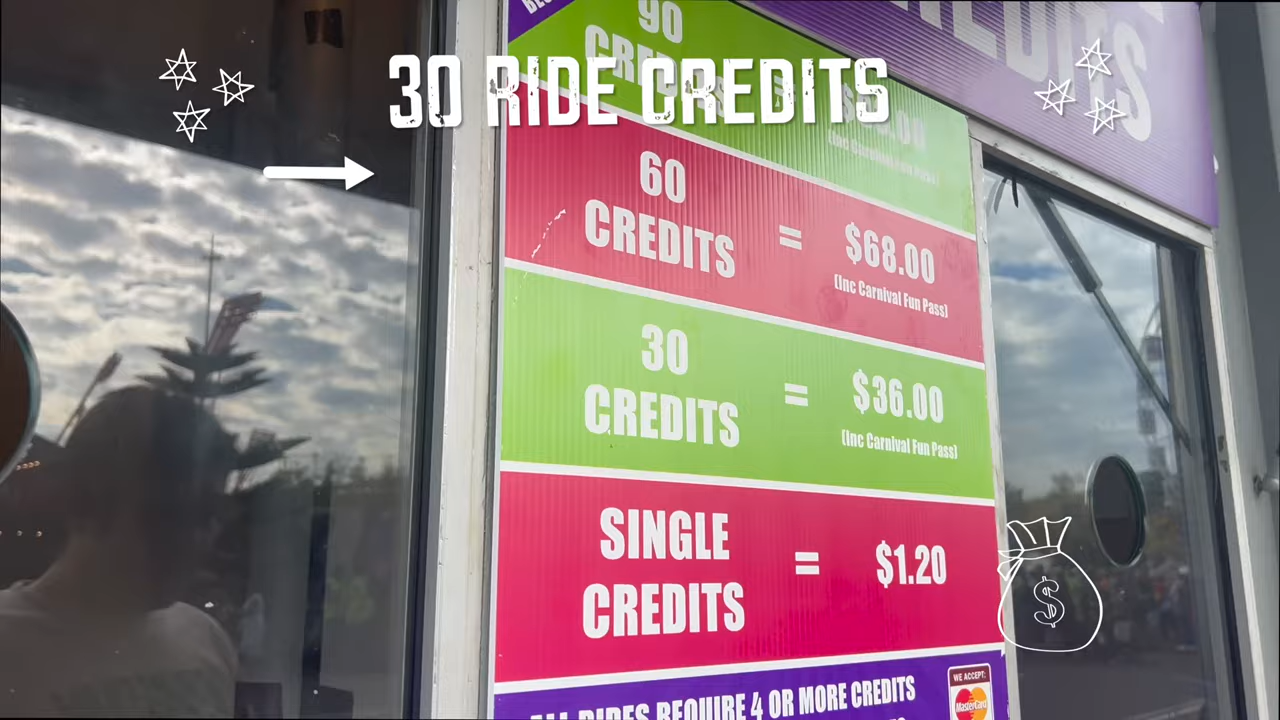 30 RIDE CREDITS
CREDITS
90
CREDITS
60
CREDITS
=
$68.00
(Inc Carnival Fun Pass)
30
CREDITS
=
$36.00
(Inc Carnival Fun Pass)
SINGLE
CREDITS
=
$1.20
ALL RIDES REQUIRE 4 OR MORE CREDITS
WE ACCEPT:
MasterCard
$